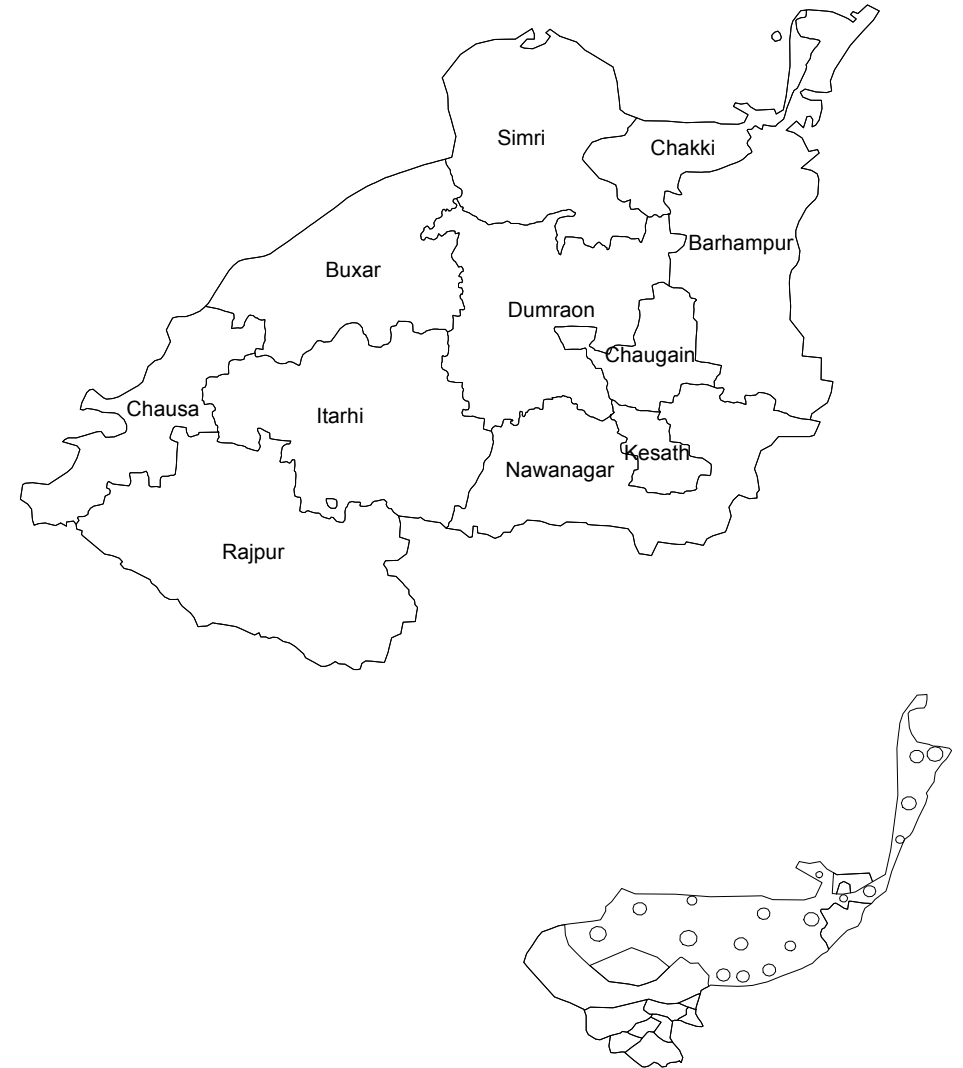 Simri
Chakki
Barhampur
Buxar
Dumraon
Chaugain
Chausa
Itarhi
Kesath
Nawanagar
Rajpur